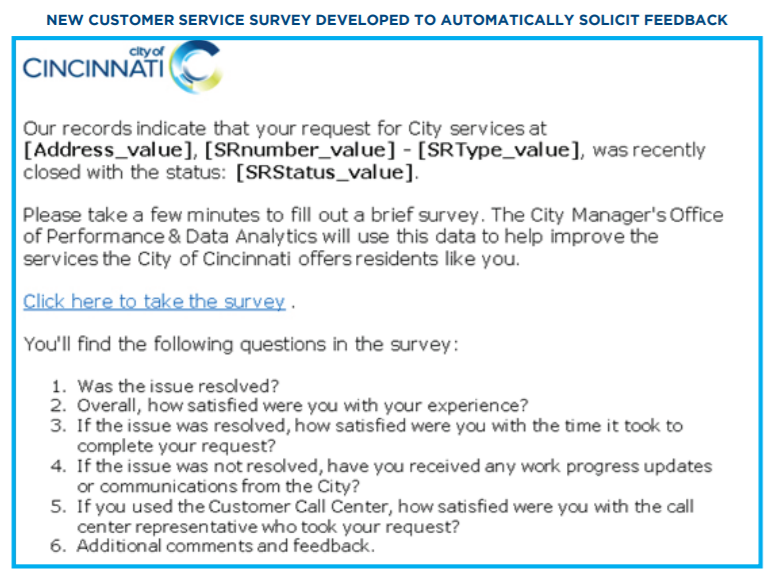 NEW CUSTOMER SERVICE SURVEY DEVELOPED TO AUTOMATICALLY SOLICIT FEEDBACK
city of
CINCINNATI
Our records indicate that your request for City services at
[Address_value], [SRnumber_value] - [SRType_value], was recently
closed with the status: [SRStatus_value].
Please take a few minutes to fill out a brief survey. The City Manager's Office
of Performance & Data Analytics will use this data to help improve the
services the City of Cincinnati offers residents like you.
Click here to take the survey .
You'll find the following questions in the survey:
1. Was the issue resolved?
2. Overall, how satisfied were you with your experience?
3. If the issue was resolved, how satisfied were you with the time it took to
complete your request?
4. If the issue was not resolved, have you received any work progress updates
or communications from the City?
5. If you used the Customer Call Center, how satisfied were you with the call
center representative who took your request?
6. Additional comments and feedback.